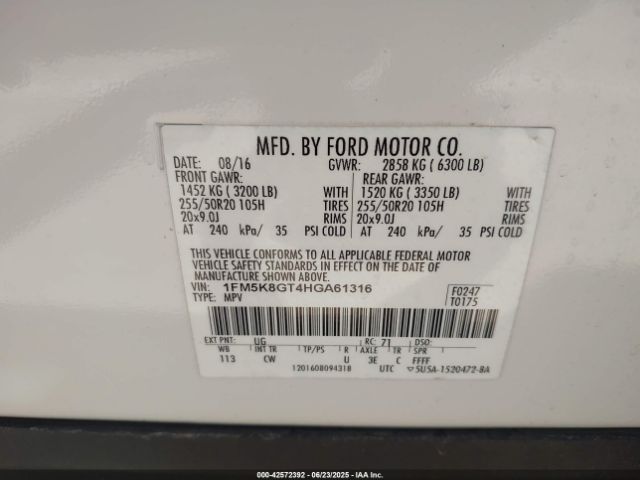 MFD. BY FORD MOTOR CO.
DATE: 08/16 GVWR: 2858 KG ( 6300 LB)
FRONT GAWR: REAR GAWR:
1452 KG ( 3200 LB) WITH 1520 KG ( 3350 LB) WITH
255/50R20 105H TIRES 255/50R20 105H TIRES
20x9.0J RIMS 20x9.0J RIMS
AT 240 kPa/ 35 PSI COLD AT 240 kPa/ 35 PSI COLD
THIS VEHICLE CONFORMS TO ALL APPLICABLE FEDERAL MOTOR
VEHICLE SAFETY STANDARDS IN EFFECT ON THE DATE OF
MANUFACTURE SHOWN ABOVE.
VIN: 1FM5K8GT4HGA61316 F0247
TYPE: MPV T0175
EXT PNT: UG RC: 71 DSO:
WB INT TR TP/PS R AXLE TR SPR
113 CW U 3E C FFFF
1201608094318 UTC 5U5A-1520472-BA
000-42572392 | 06/23/2025 | IAA Inc.